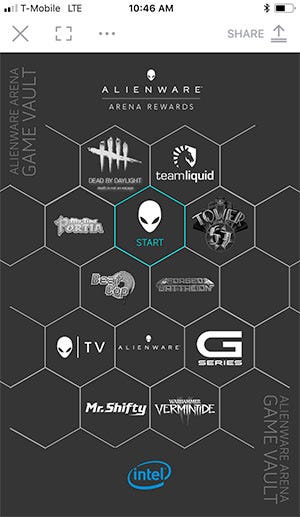 T-Mobile LTE
10:46 AM
SHARE
ALIENWARE
ARENA REWARDS
ALIENWARE ARENA
GAME VAULT
DEAD BY DAYLIGHT
death is not an escape
teamliquid
My Time
PORTIA
START
TOWER
57
Beat
Cop
FORGED
BATTALION
TV
ALIENWARE
G
SERIES
Mr.Shifty
WARHAMMER
VERMINTIDE
ALIENWARE ARENA
GAME VAULT
intel